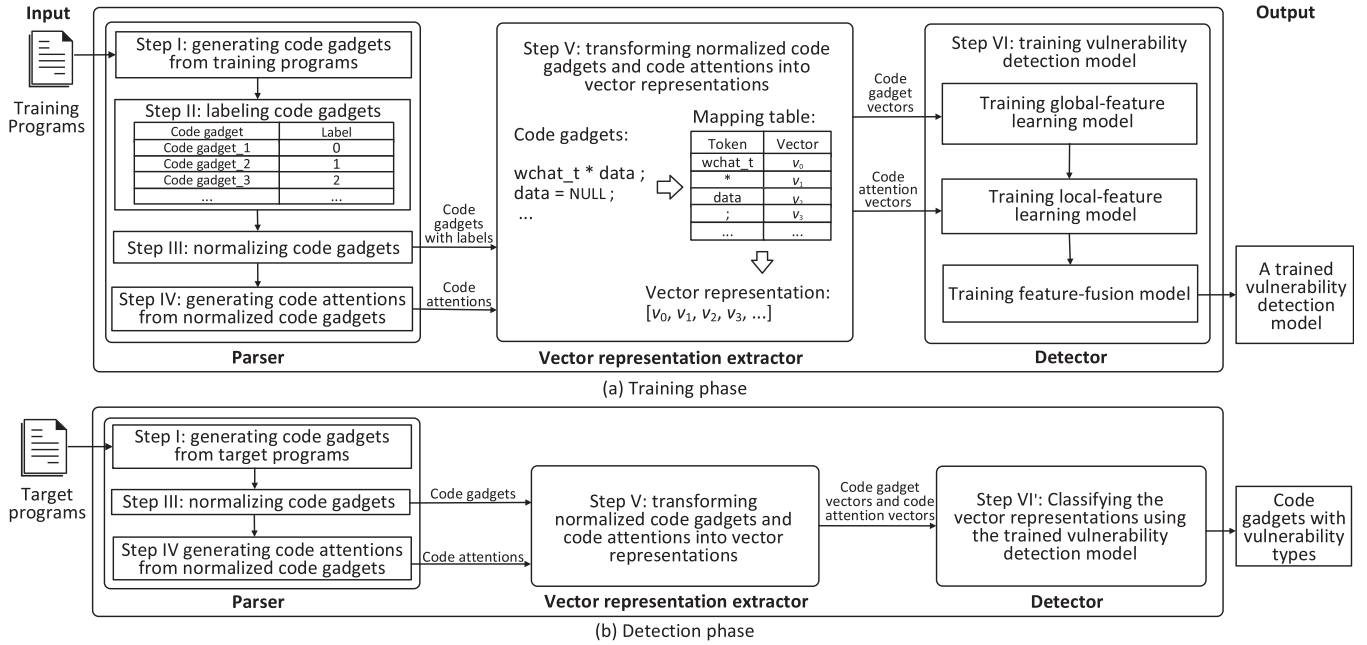 Input
Output
Training
Programs
Step I: generating code gadgets
from training programs
Step II: labeling code gadgets
Code gadget Label
Code gadget_1 0
Code gadget_2 1
Code gadget_3 2
... ...
Step III: normalizing code gadgets
Step IV: generating code attentions
from normalized code gadgets
Parser
Code
gadgets
with labels
Code
attentions
Step V: transforming normalized code
gadgets and code attentions into
vector representations
Code gadgets:
wchat_t * data ;
data = NULL ;
...
Mapping table:
Token Vector
wchat_t v₀
* v₁
data v₂
; v₃
... ...
Vector representation:
[v₀, v₁, v₂, v₃, ...]
Vector representation extractor
Code
gadget
vectors
Code
attention
vectors
Step VI: training vulnerability
detection model
Training global-feature
learning model
Training local-feature
learning model
Training feature-fusion model
Detector
A trained
vulnerability
detection
model
(a) Training phase
Target
programs
Step I: generating code gadgets
from target programs
Step III: normalizing code gadgets
Step IV generating code attentions
from normalized code gadgets
Parser
Code gadgets
Code attentions
Step V: transforming
normalized code gadgets and
code attentions into vector
representations
Vector representation extractor
Code gadget
vectors and code
attention vectors
Step VI': Classifying the
vector representations using
the trained vulnerability
detection model
Detector
Code
gadgets with
vulnerability
types
(b) Detection phase